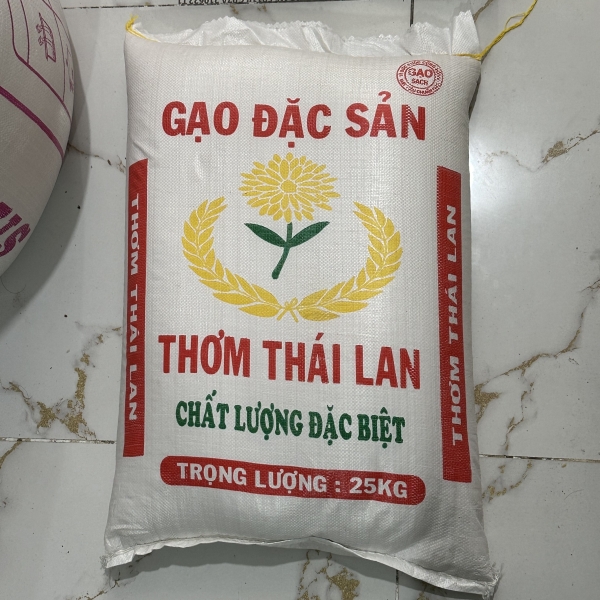 GẠO
SẠCH
GẠO ĐẶC SẢN
THƠM THÁI LAN
THƠM THÁI LAN
THƠM THÁI LAN
CHẤT LƯỢNG ĐẶC BIỆT
TRỌNG LƯỢNG : 25KG